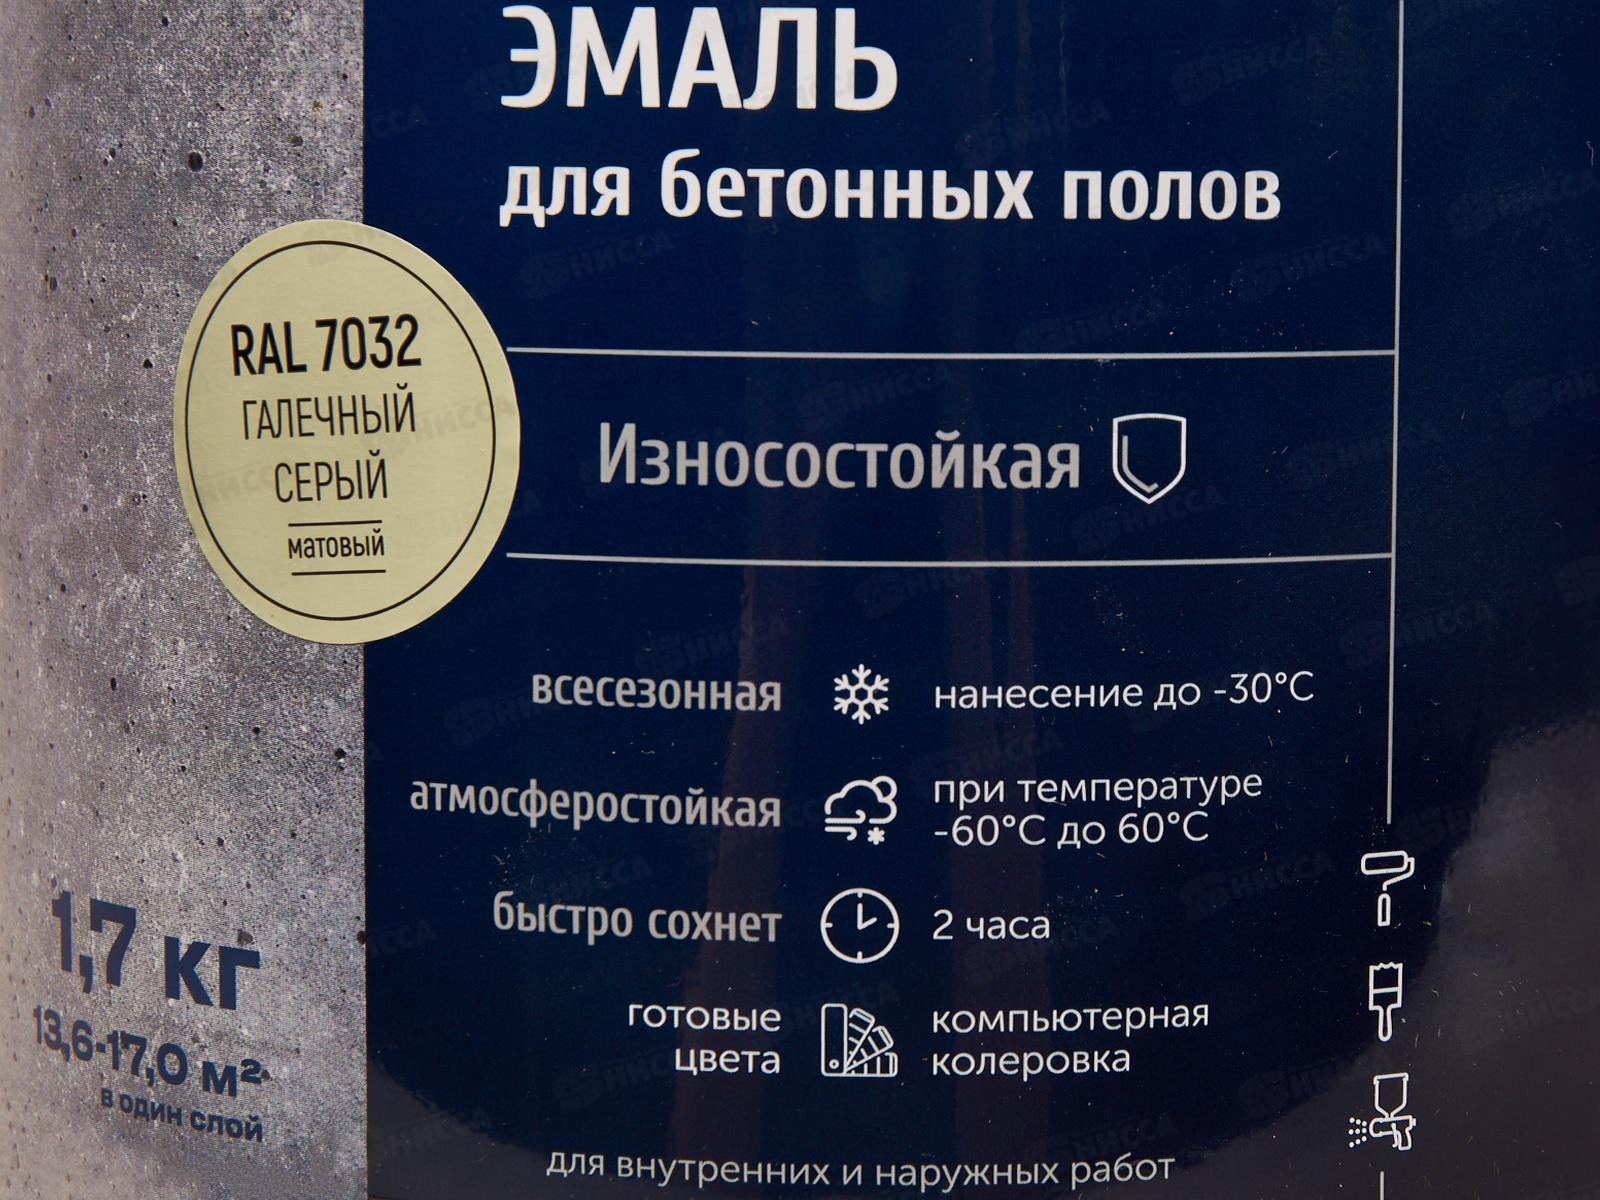 ЭМАЛЬ
для бетонных полов
RAL 7032
ГАЛЕЧНЫЙ
СЕРЫЙ
матовый
Износостойкая
всесезонная
нанесение до -30°C
атмосферостойкая
при температуре
-60°C до 60°C
быстро сохнет
2 часа
готовые
цвета
компьютерная
колеровка
1,7 кг
13,6-17,0 м²
в один слой
для внутренних и наружных работ
НИССА